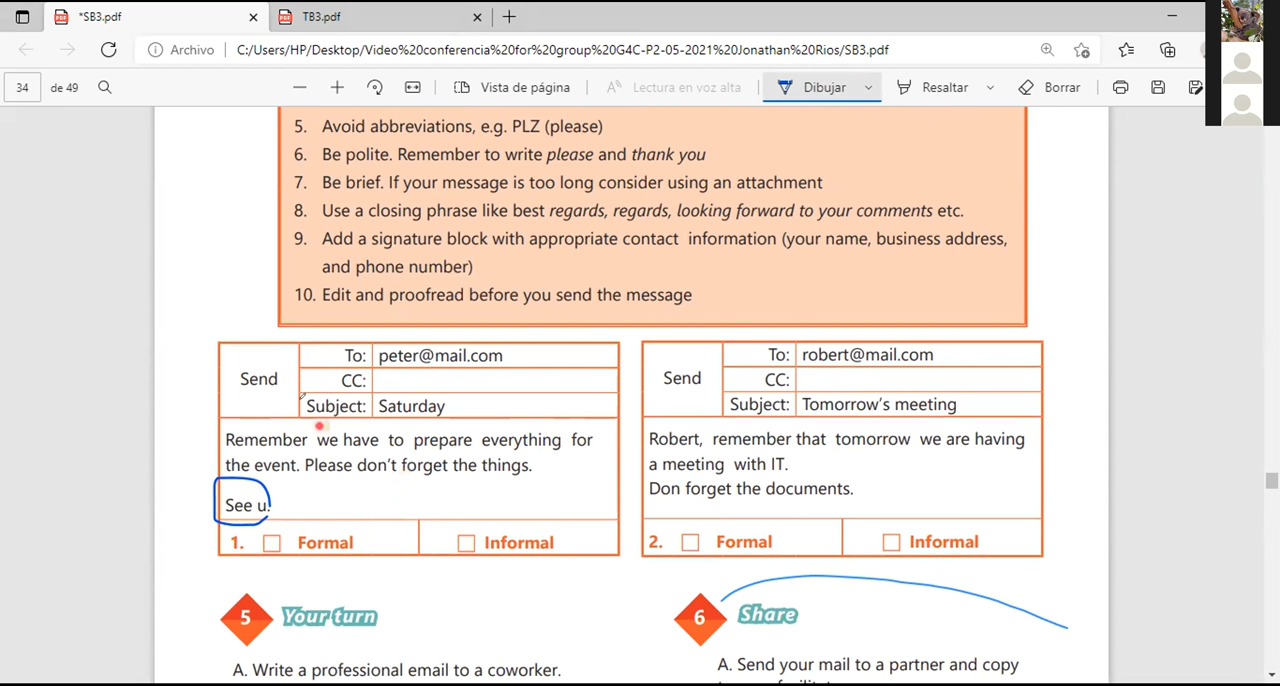 *SB3.pdf
TB3.pdf
Archivo
C:/Users/HP/Desktop/Video%20conferencia%20for%20group%20G4C-P2-05-2021%20Jonathan%20Rios/SB3.pdf
34 de 49
Vista de página
Lectura en voz alta
Dibujar
Resaltar
Borrar
5. Avoid abbreviations, e.g. PLZ (please)
6. Be polite. Remember to write please and thank you
7. Be brief. If your message is too long consider using an attachment
8. Use a closing phrase like best regards, regards, looking forward to your comments etc.
9. Add a signature block with appropriate contact information (your name, business address,
and phone number)
10. Edit and proofread before you send the message
Send
To: peter@mail.com
CC:
Subject: Saturday
Remember we have to prepare everything for
the event. Please don't forget the things.
See u.
1. Formal Informal
Send
To: robert@mail.com
CC:
Subject: Tomorrow's meeting
Robert, remember that tomorrow we are having
a meeting with IT.
Don forget the documents.
2. Formal Informal
5 Your turn
A. Write a professional email to a coworker.
6 Share
A. Send your mail to a partner and copy